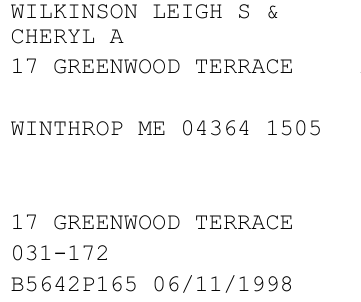 WILKINSON LEIGH S &
CHERYL A
17 GREENWOOD TERRACE
WINTHROP ME 04364 1505
17 GREENWOOD TERRACE
031-172
B5642P165 06/11/1998